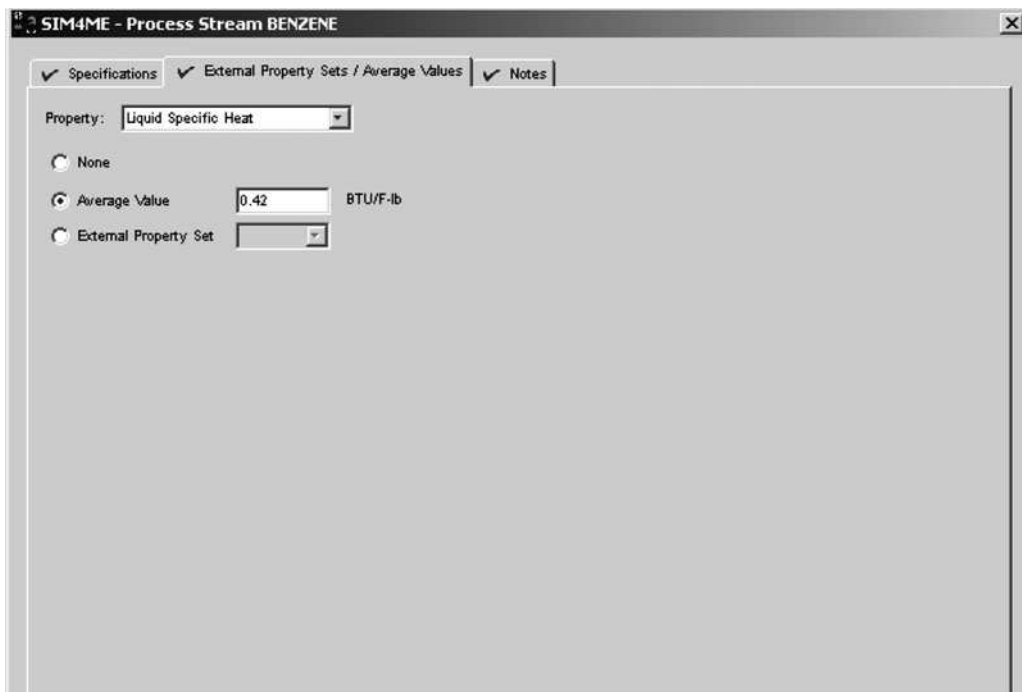 SIM4ME - Process Stream BENZENE
Specifications
External Property Sets / Average Values
Notes
Property: Liquid Specific Heat
None
Average Value 0.42 BTU/F-lb
External Property Set